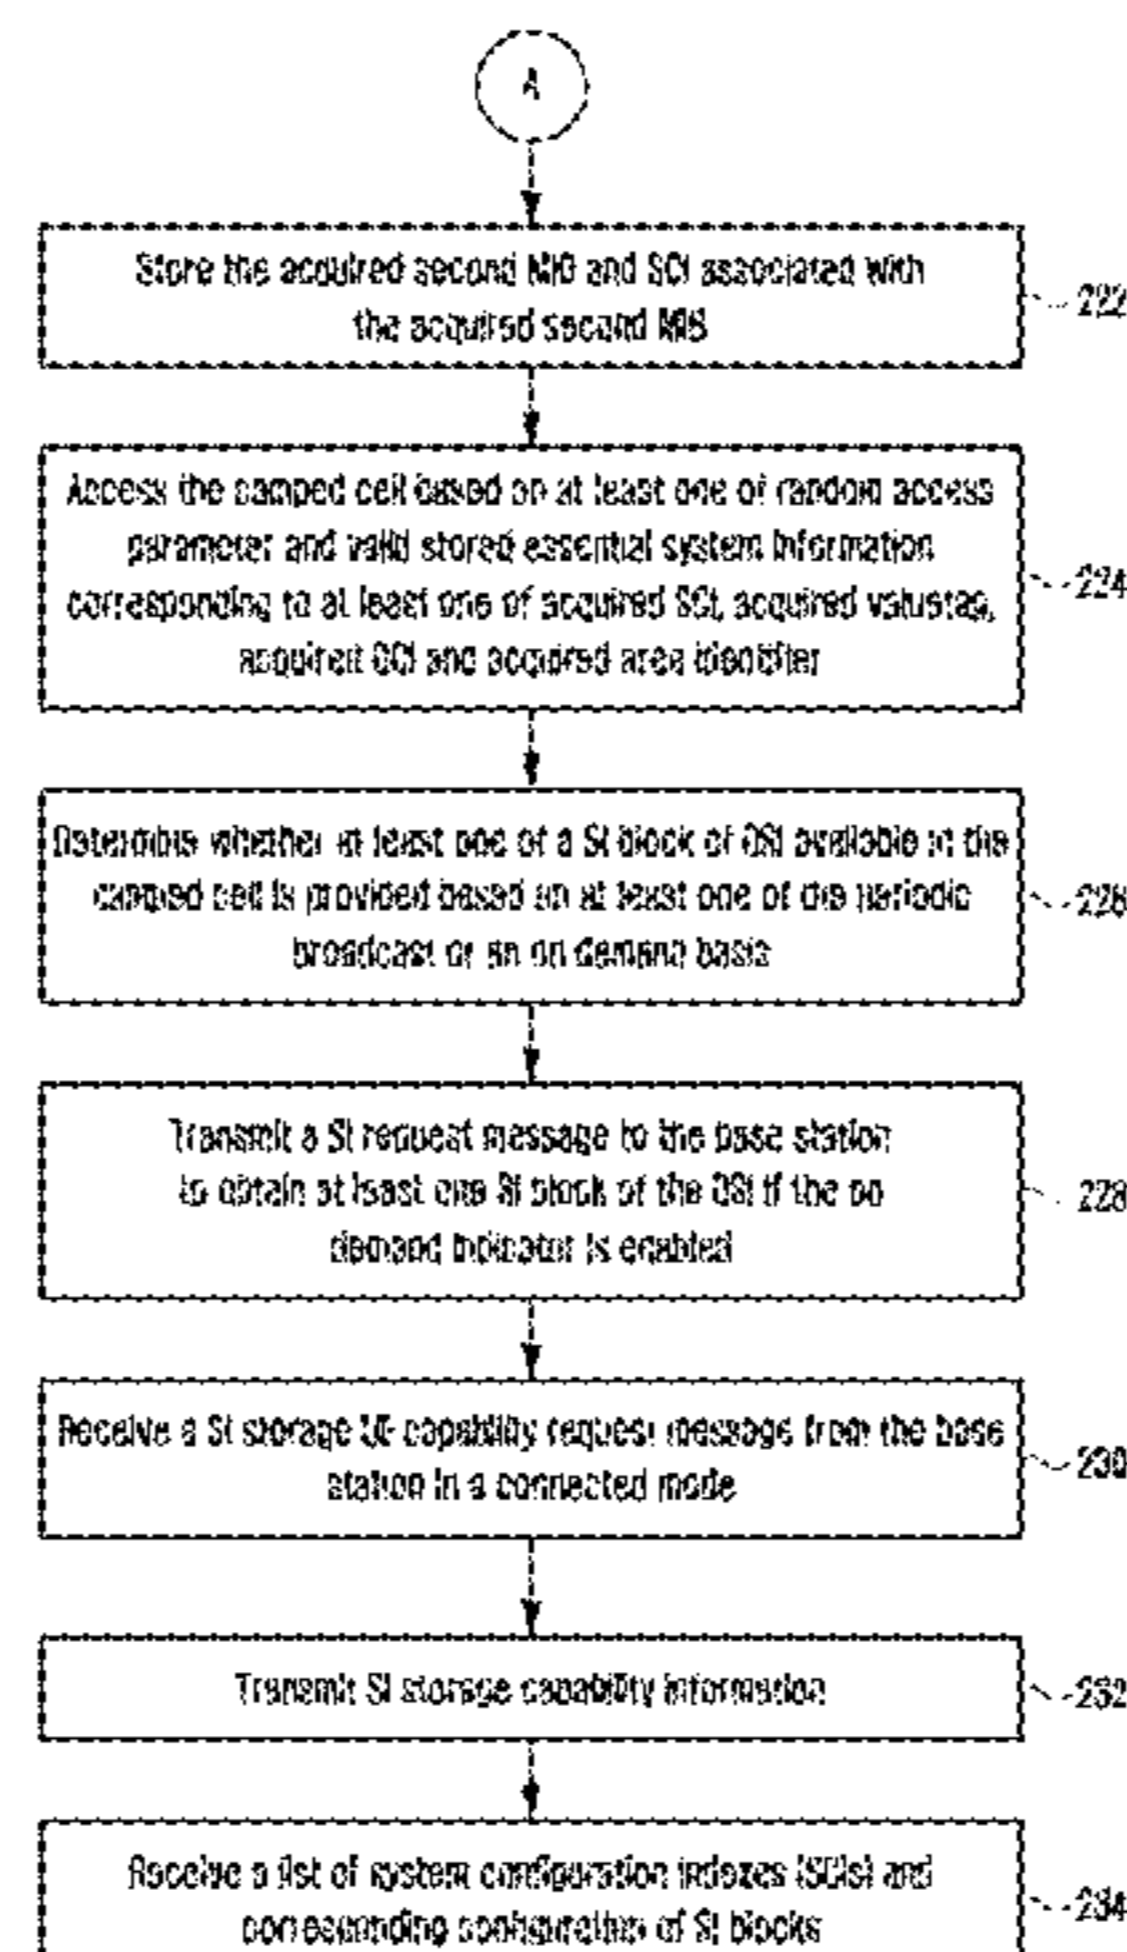 A
Store the acquired second MIB and SCI associated with
the acquired second MIB
222
Access the camped cell based on at least one of random access
parameter and valid stored essential system information
corresponding to at least one of acquired SCI, acquired valuetag,
acquired CCI and acquired area identifier
224
Determine whether at least one of a SI block of OSI available in the
camped cell is provided based on at least one of the periodic
broadcast or an on demand basis
226
Transmit a SI request message to the base station
to obtain at least one SI block of the OSI if the on
demand indicator is enabled
228
Receive a SI storage UE capability request message from the base
station in a connected mode
230
Transmit SI storage capability information
232
Receive a list of system configuration indexes (SCIs) and
corresponding configuration of SI blocks
234